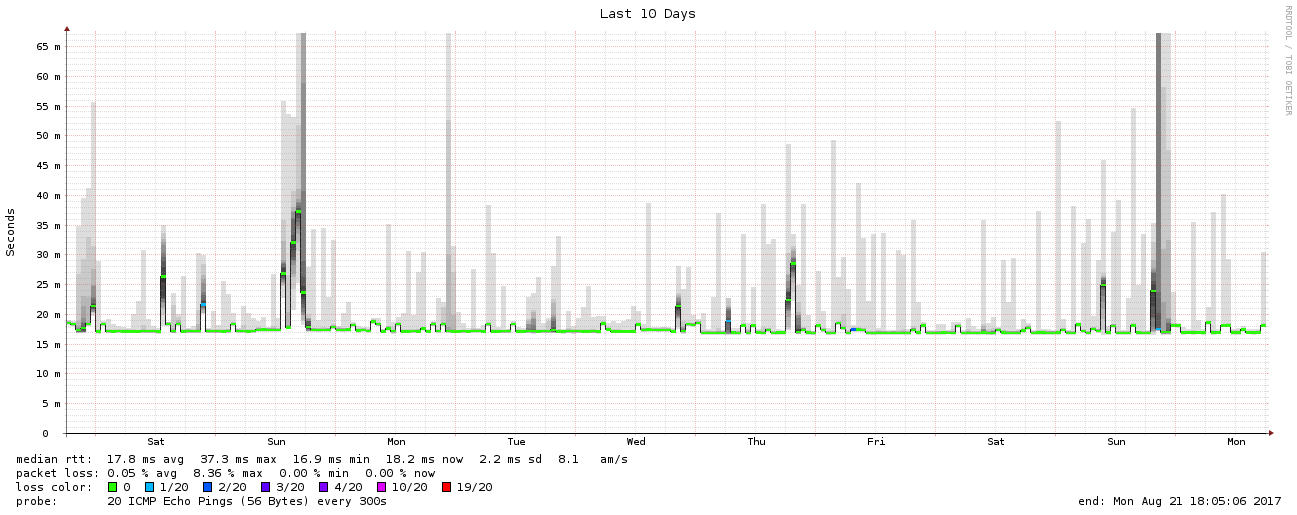 Last 10 Days
RRDTOOL / TOBI OETIKER
Seconds
65 m
60 m
55 m
50 m
45 m
40 m
35 m
30 m
25 m
20 m
15 m
10 m
5 m
0
Sat Sun Mon Tue Wed Thu Fri Sat Sun Mon
median rtt: 17.8 ms avg 37.3 ms max 16.9 ms min 18.2 ms now 2.2 ms sd 8.1 am/s
packet loss: 0.05 % avg 8.36 % max 0.00 % min 0.00 % now
loss color: 0 1/20 2/20 3/20 4/20 10/20 19/20
probe: 20 ICMP Echo Pings (56 Bytes) every 300s end: Mon Aug 21 18:05:06 2017